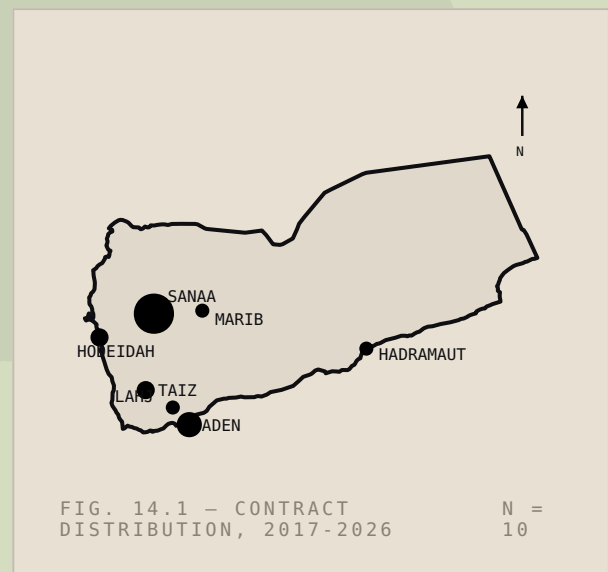 N
SANAA
MARIB
HODEIDAH
HADRAMAUT
LAHJ
TAIZ
ADEN
FIG. 14.1 — CONTRACT
DISTRIBUTION, 2017-2026
N =
10